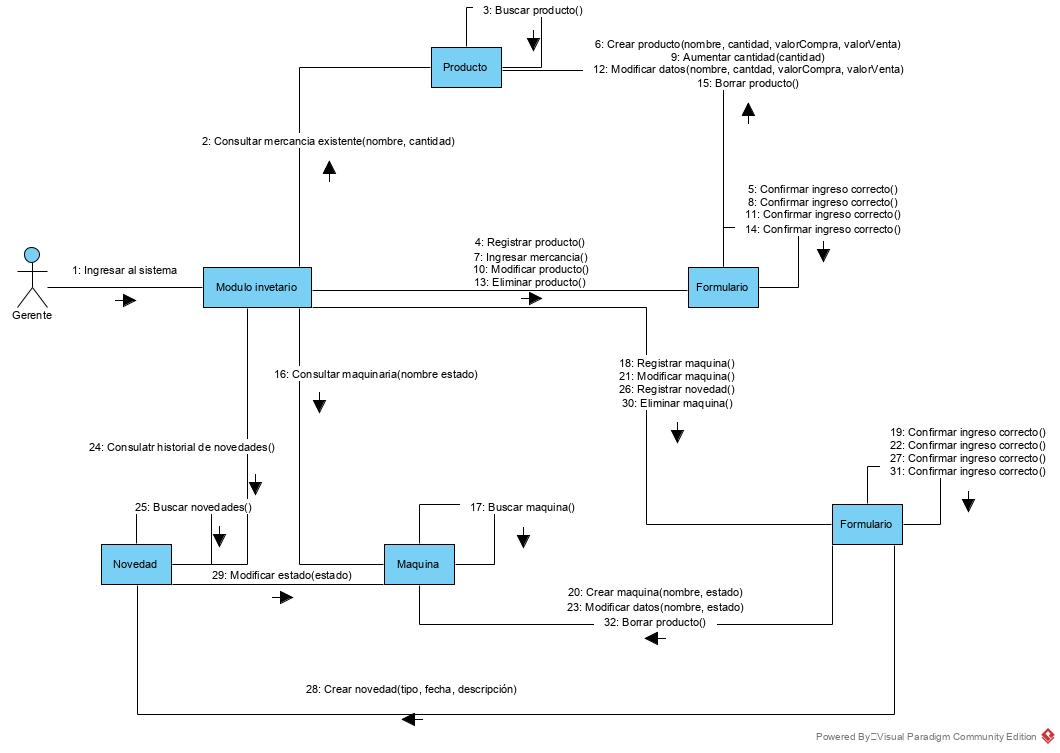 3: Buscar producto()
6: Crear producto(nombre, cantidad, valorCompra, valorVenta)
9: Aumentar cantidad(cantidad)
12: Modificar datos(nombre, cantdad, valorCompra, valorVenta)
15: Borrar producto()
Producto
2: Consultar mercancia existente(nombre, cantidad)
5: Confirmar ingreso correcto()
8: Confirmar ingreso correcto()
11: Confirmar ingreso correcto()
14: Confirmar ingreso correcto()
4: Registrar producto()
7: Ingresar mercancia()
10: Modificar producto()
13: Eliminar producto()
1: Ingresar al sistema
Modulo invetario
Formulario
Gerente
16: Consultar maquinaria(nombre estado)
18: Registrar maquina()
21: Modificar maquina()
26: Registrar novedad()
30: Eliminar maquina()
24: Consulatr historial de novedades()
19: Confirmar ingreso correcto()
22: Confirmar ingreso correcto()
27: Confirmar ingreso correcto()
31: Confirmar ingreso correcto()
25: Buscar novedades()
17: Buscar maquina()
Formulario
Novedad
Maquina
29: Modificar estado(estado)
20: Crear maquina(nombre, estado)
23: Modificar datos(nombre, estado)
32: Borrar producto()
28: Crear novedad(tipo, fecha, descripción)
Powered By Visual Paradigm Community Edition